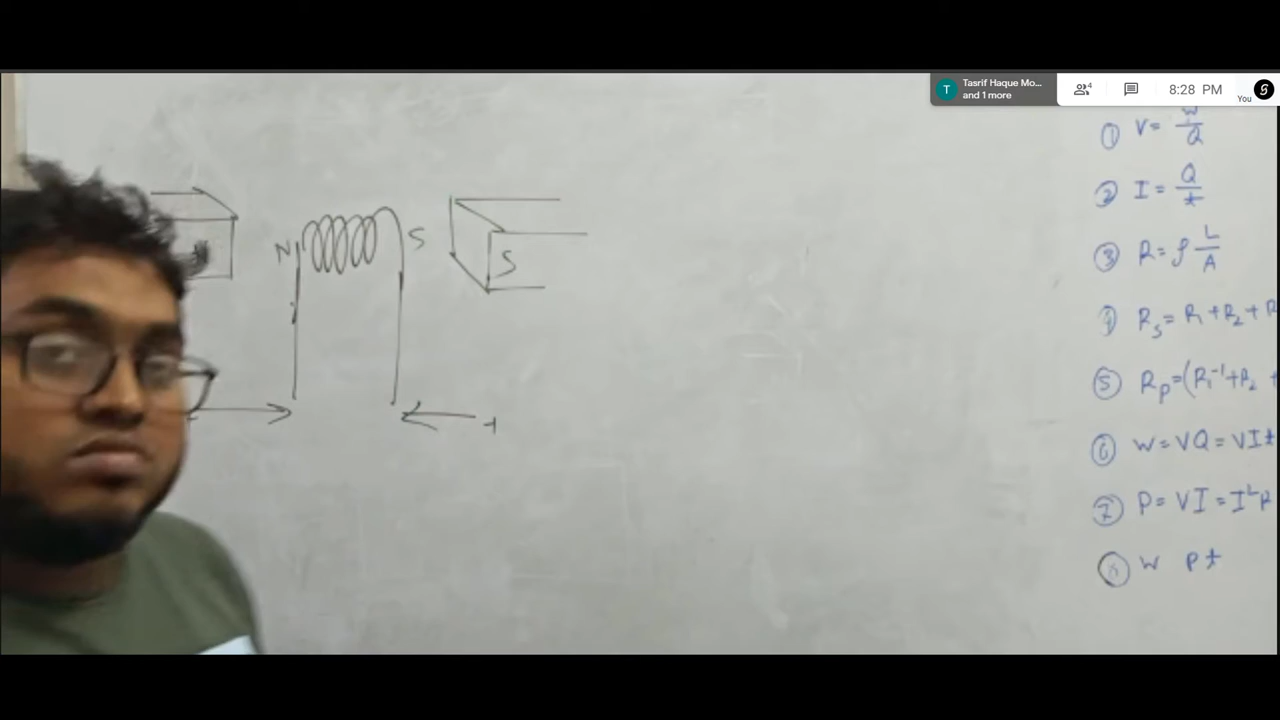 Tasrif Haque Mo...
and 1 more
4
8:28 PM
You
① V = W/Q
② I = Q/t
③ R = ρ L/A
④ Rs = R1 + R2 + R
⑤ Rp = (R1⁻¹ + R2 +
⑥ W = VQ = VIt
⑦ P = VI = I²R
⑧ W Pt
N
S
S